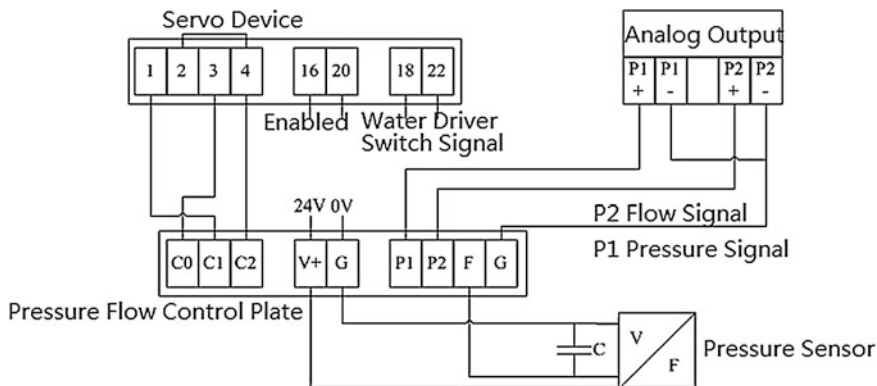 Servo Device
Analog Output
1 2 3 4 16 20 18 22
P1 + P1 - P2 + P2 -
Enabled
Water Driver
Switch Signal
24V 0V
P2 Flow Signal
P1 Pressure Signal
C0 C1 C2 V+ G P1 P2 F G
Pressure Flow Control Plate
C
V
F
Pressure Sensor